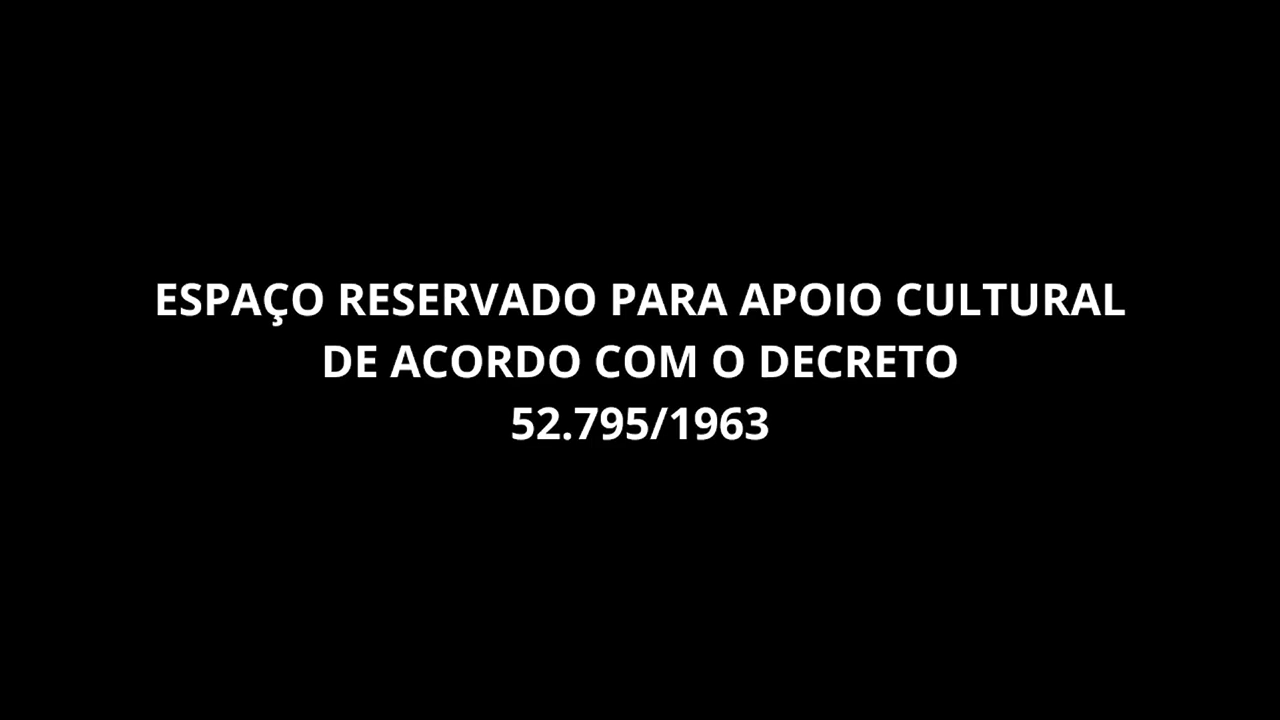 ESPAÇO RESERVADO PARA APOIO CULTURAL
DE ACORDO COM O DECRETO
52.795/1963